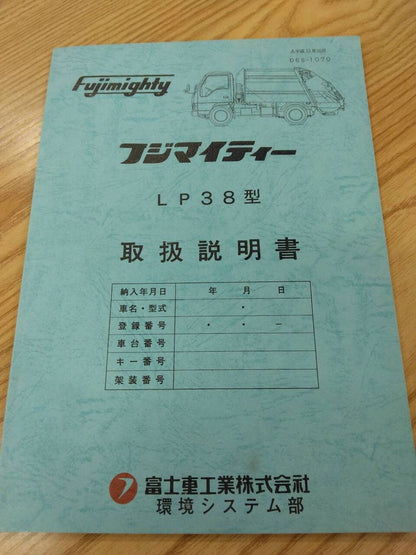 Fujimighty
D66-1070
フジマイティー
LP38型
取扱説明書
納入年月日 年 月 日
車名・型式 ・
登録番号 ・ ・ －
車台番号
キー番号
架装番号
富士重工業株式会社
環境システム部